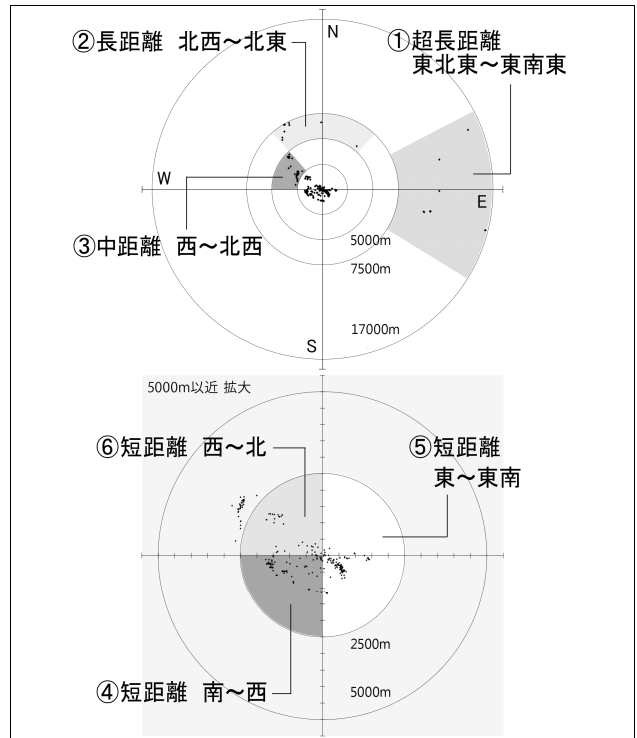 N
②長距離 北西～北東
①超長距離
東北東～東南東
W
E
③中距離 西～北西
5000m
7500m
17000m
S
5000m以近 拡大
⑥短距離 西～北
⑤短距離
東～東南
2500m
5000m
④短距離 南～西